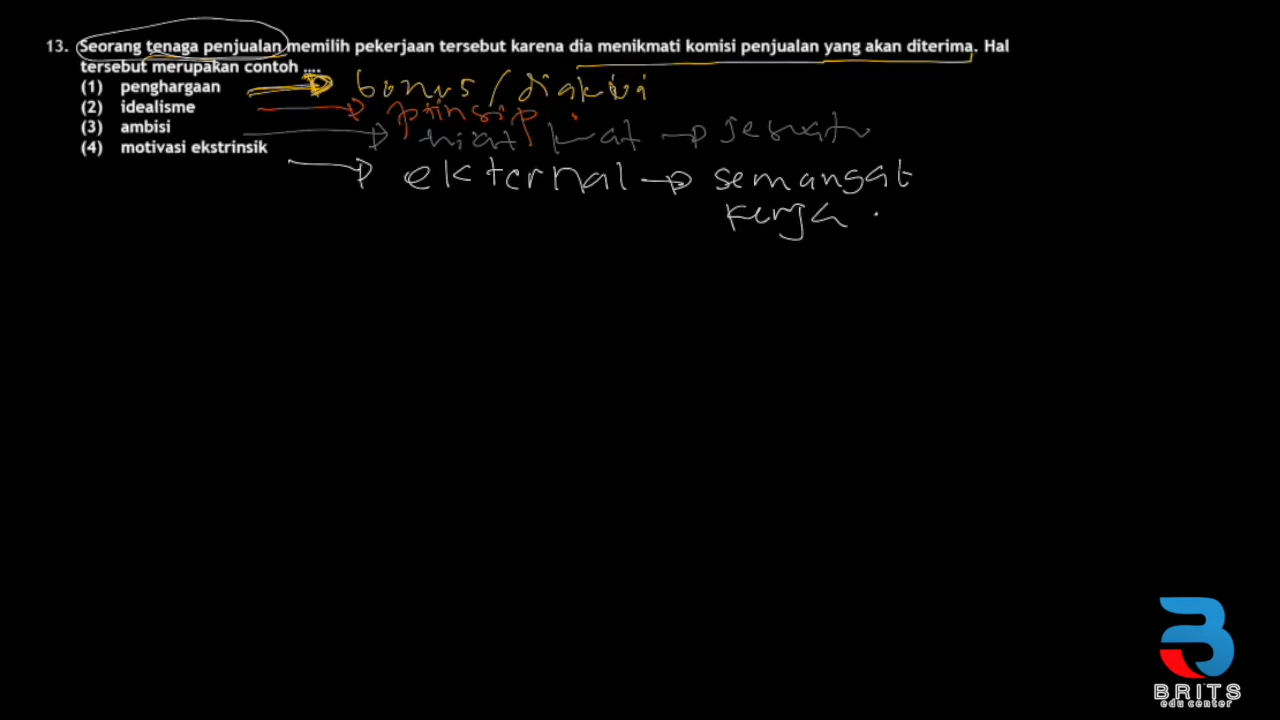 13. Seorang tenaga penjualan memilih pekerjaan tersebut karena dia menikmati komisi penjualan yang akan diterima. Hal
tersebut merupakan contoh ....
(1) penghargaan
bonus / diakui
(2) idealisme
prinsip
(3) ambisi
niat kuat → sesuatu
(4) motivasi ekstrinsik
ekternal → semangat
kerja
BRITS
edu center